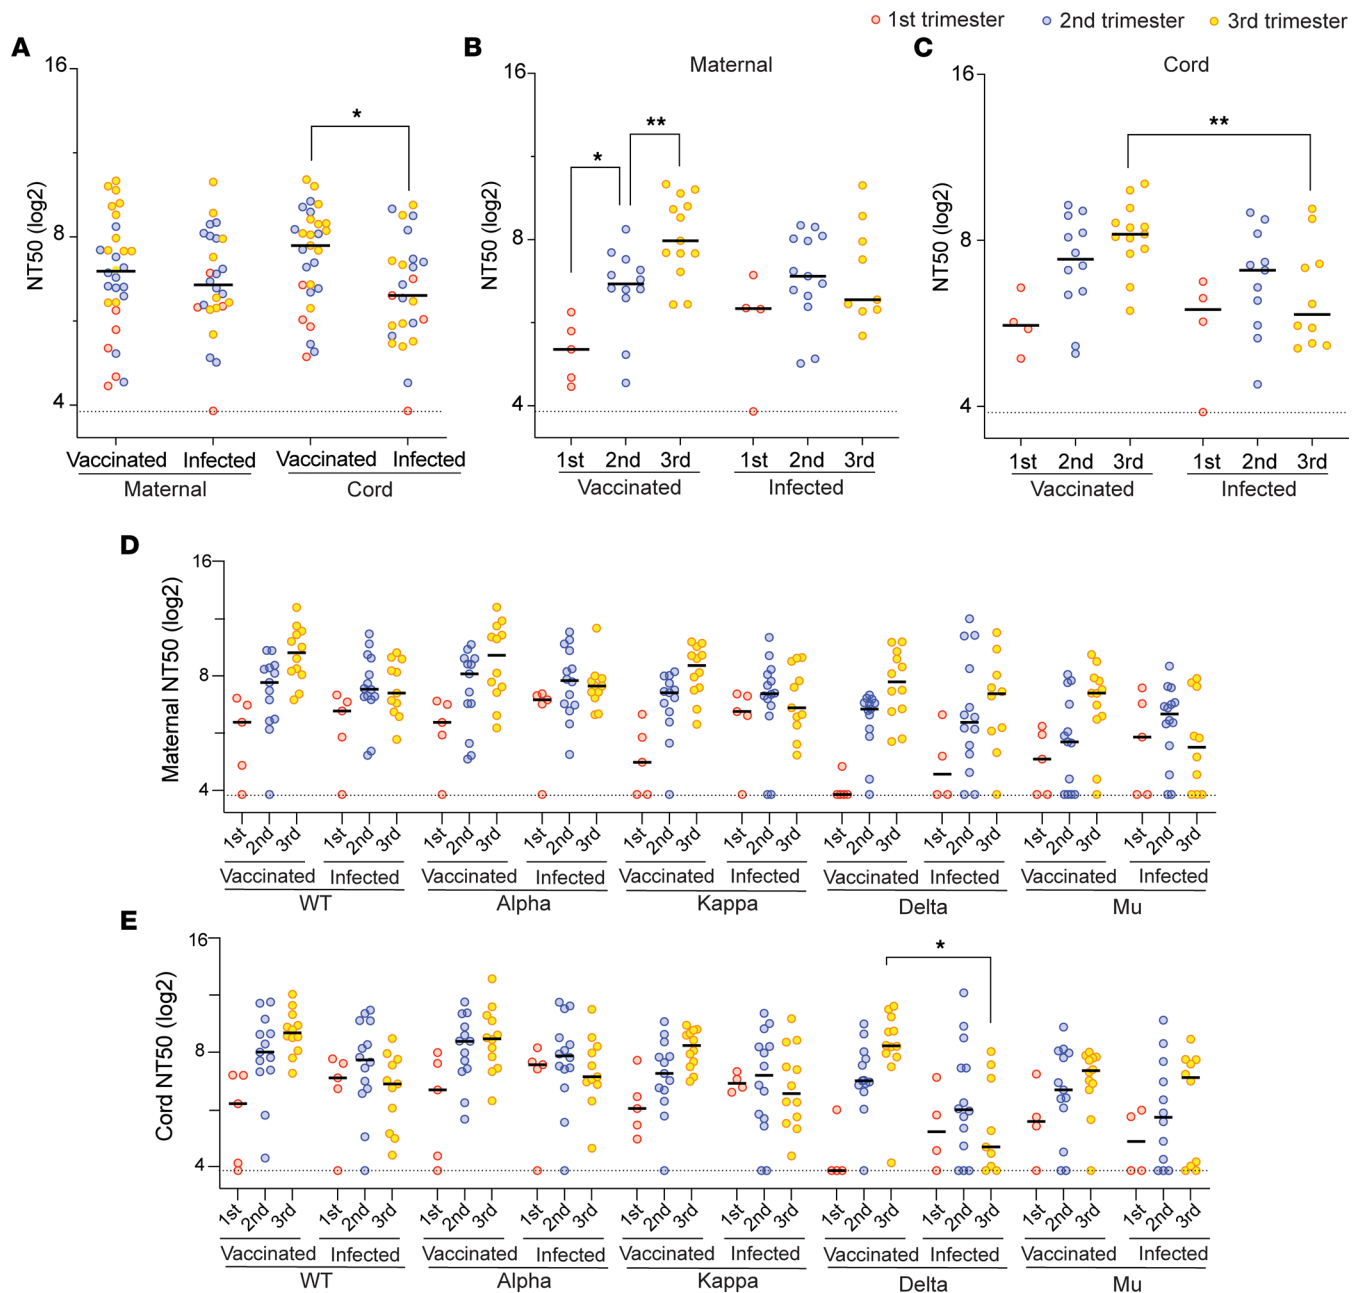 1st trimester 2nd trimester 3rd trimester
A
16
8
4
NT50 (log2)
*
Vaccinated Infected Vaccinated Infected
Maternal Cord
B
Maternal
16
8
4
NT50 (log2)
* **
1st 2nd 3rd 1st 2nd 3rd
Vaccinated Infected
C
Cord
16
8
4
NT50 (log2)
**
1st 2nd 3rd 1st 2nd 3rd
Vaccinated Infected
D
16
8
4
Maternal NT50 (log2)
1st 2nd 3rd 1st 2nd 3rd 1st 2nd 3rd 1st 2nd 3rd 1st 2nd 3rd 1st 2nd 3rd 1st 2nd 3rd 1st 2nd 3rd 1st 2nd 3rd 1st 2nd 3rd
Vaccinated Infected Vaccinated Infected Vaccinated Infected Vaccinated Infected Vaccinated Infected
WT Alpha Kappa Delta Mu
E
16
8
4
Cord NT50 (log2)
*
1st 2nd 3rd 1st 2nd 3rd 1st 2nd 3rd 1st 2nd 3rd 1st 2nd 3rd 1st 2nd 3rd 1st 2nd 3rd 1st 2nd 3rd 1st 2nd 3rd 1st 2nd 3rd
Vaccinated Infected Vaccinated Infected Vaccinated Infected Vaccinated Infected Vaccinated Infected
WT Alpha Kappa Delta Mu